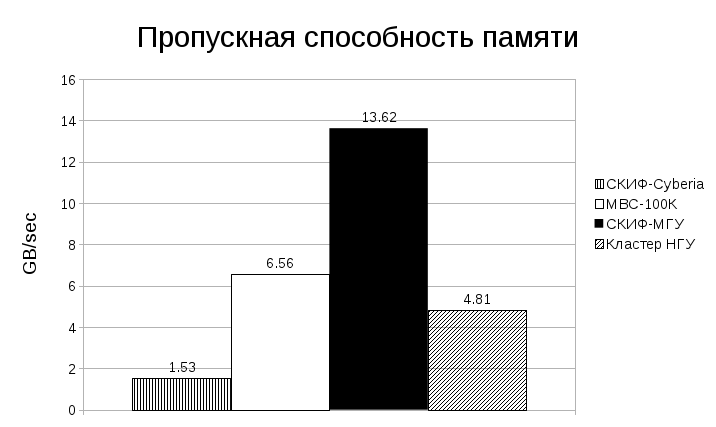 Пропускная способность памяти
16
14
12
10
8
6
4
2
0
GB/sec
1.53
6.56
13.62
4.81
СКИФ-Cyberia
МВС-100К
СКИФ-МГУ
Кластер НГУ